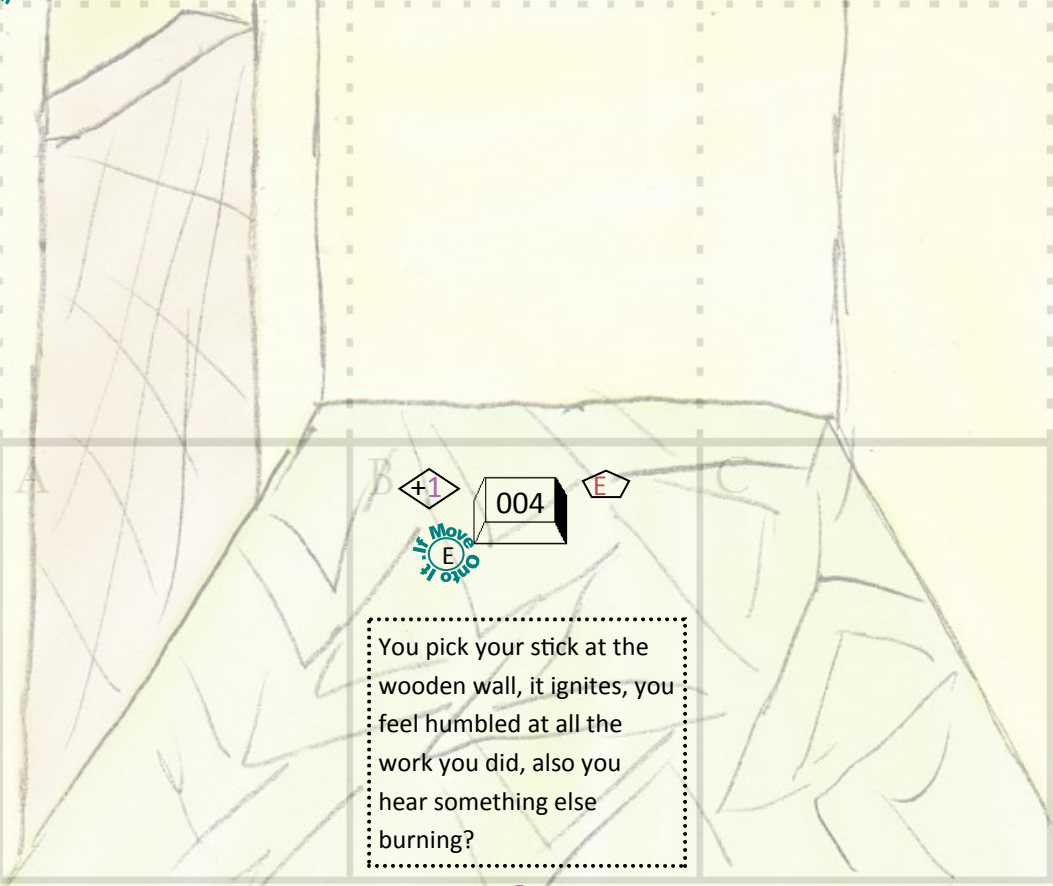 A
B
C
+1
004
E
.If Move Onto It.
E
You pick your stick at the
wooden wall, it ignites, you
feel humbled at all the
work you did, also you
hear something else
burning?